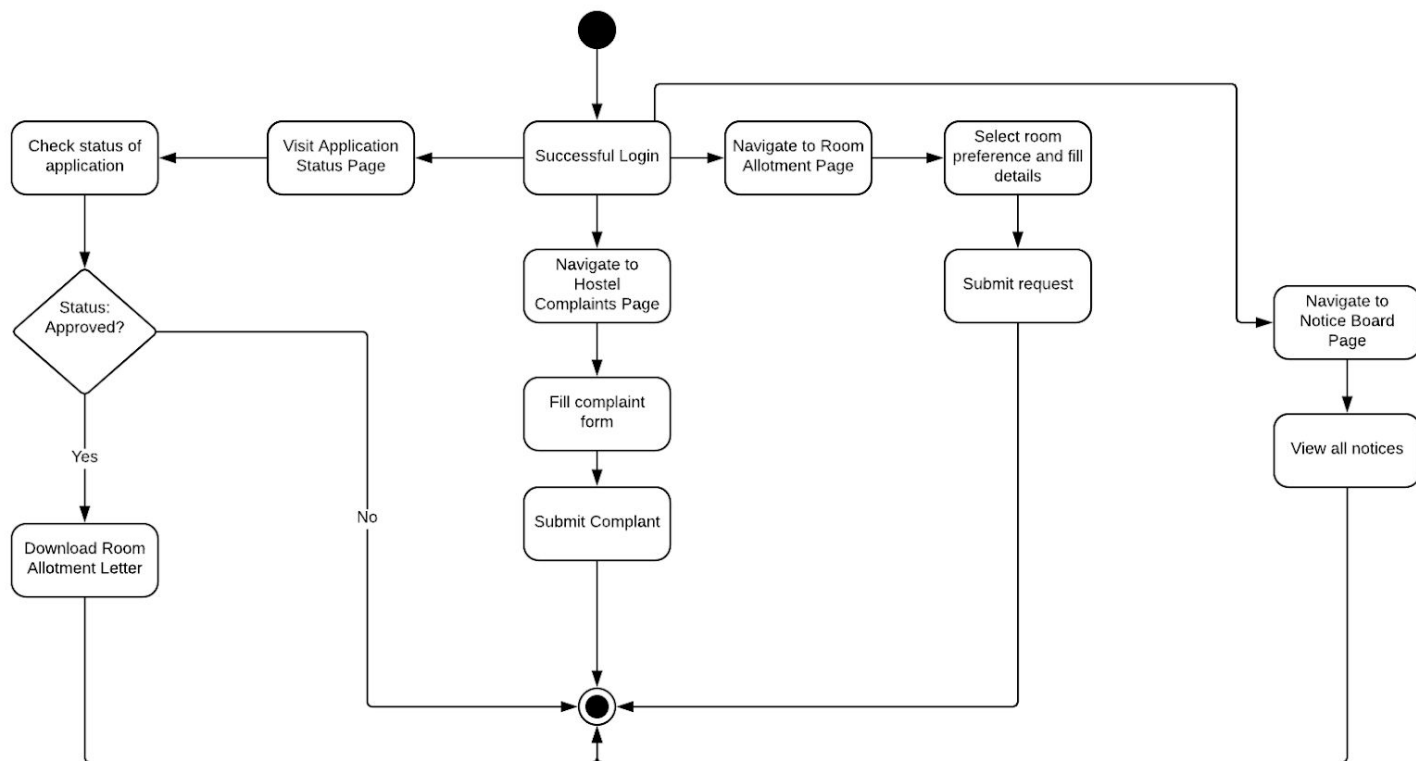 Check status of
application
Visit Application
Status Page
Successful Login
Navigate to Room
Allotment Page
Select room
preference and fill
details
Navigate to
Hostel
Complaints Page
Submit request
Navigate to
Notice Board
Page
Status:
Approved?
Fill complaint
form
View all notices
Yes
No
Submit Complant
Download Room
Allotment Letter